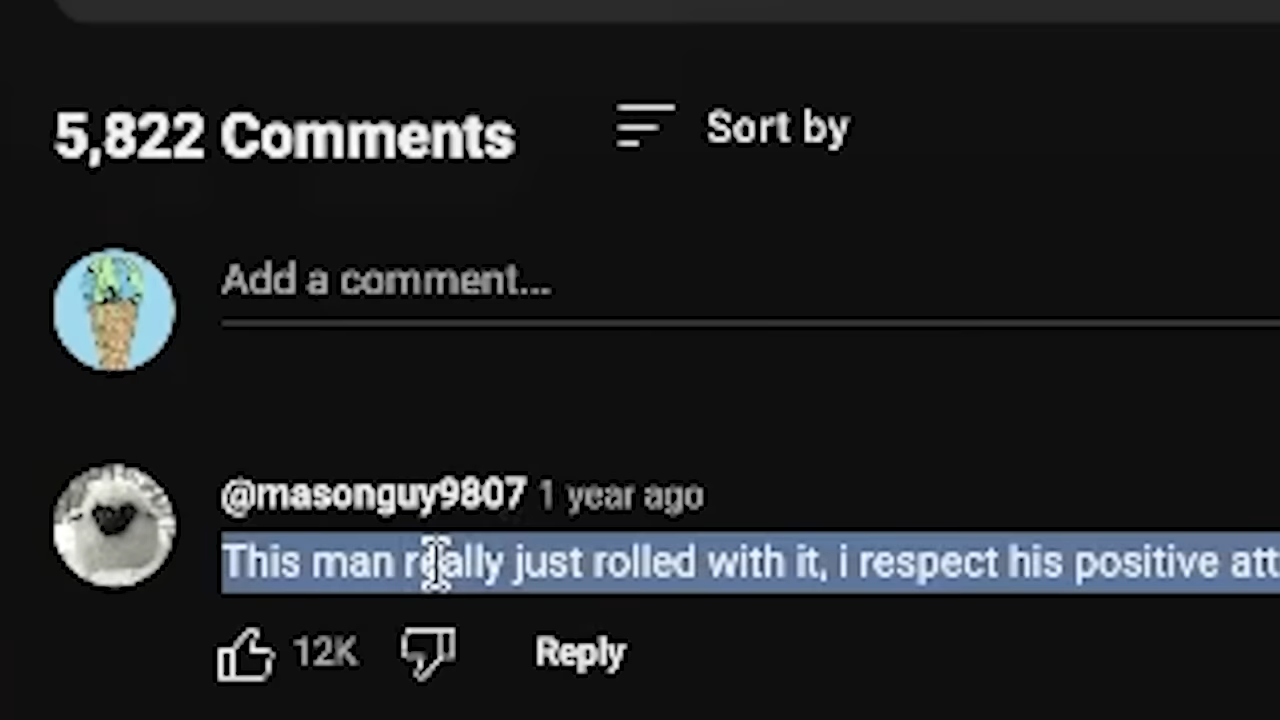 5,822 Comments
Sort by
Add a comment...
@masonguy9807 1 year ago
This man really just rolled with it, i respect his positive att
12K
Reply